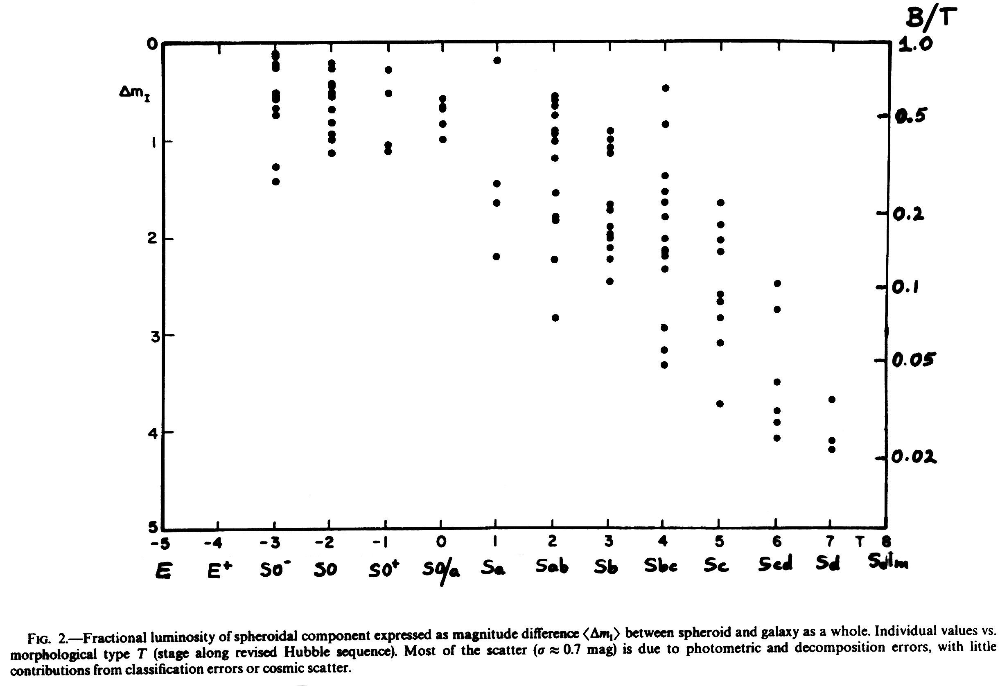 B/T
0 1.0
Δm_I
0.5
1
0.2
2
0.1
3
0.05
4
0.02
5
-5 -4 -3 -2 -1 0 1 2 3 4 5 6 7 T 8
E E⁺ S0⁻ S0 S0⁺ S0/a Sa Sab Sb Sbc Sc Scd Sd Sdm
FIG. 2.—Fractional luminosity of spheroidal component expressed as magnitude difference ⟨Δm_I⟩ between spheroid and galaxy as a whole. Individual values vs.
morphological type T (stage along revised Hubble sequence). Most of the scatter (σ ≈ 0.7 mag) is due to photometric and decomposition errors, with little
contributions from classification errors or cosmic scatter.